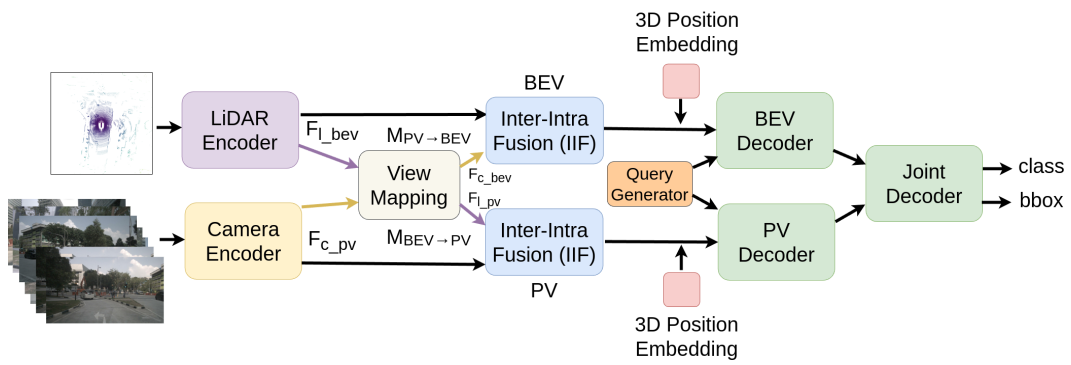 3D Position
Embedding
BEV
LiDAR
Encoder
F_l_bev
M_PV→BEV
Inter-Intra
Fusion (IIF)
BEV
Decoder
View
Mapping
F_c_bev
F_l_pv
Query
Generator
Joint
Decoder
class
bbox
Camera
Encoder
F_c_pv
M_BEV→PV
Inter-Intra
Fusion (IIF)
PV
PV
Decoder
3D Position
Embedding